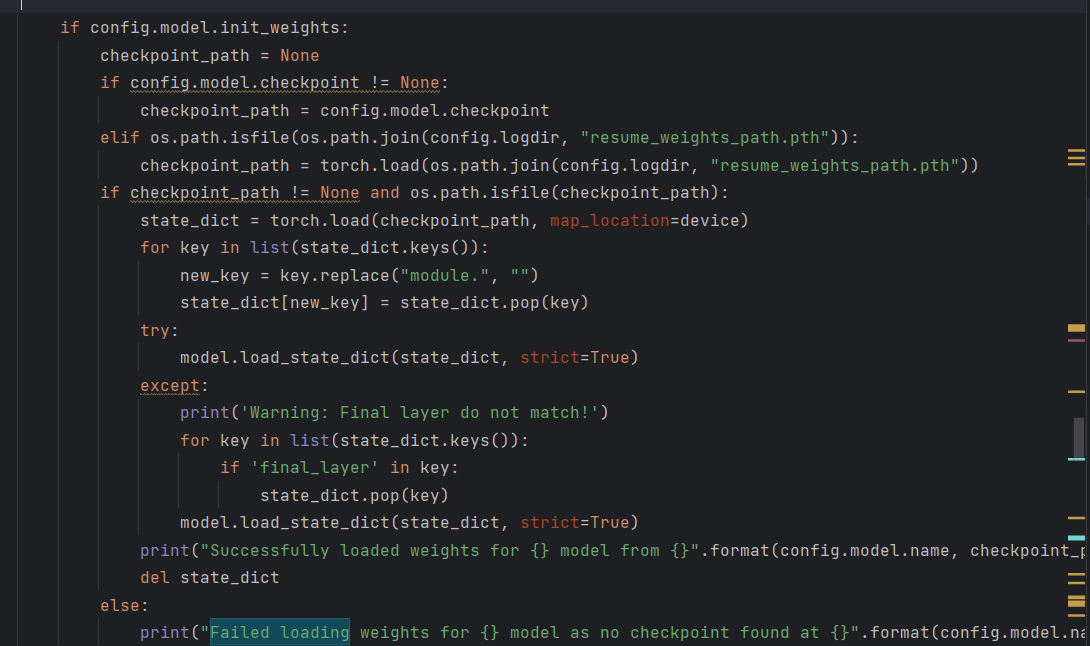 if config.model.init_weights:
checkpoint_path = None
if config.model.checkpoint != None:
checkpoint_path = config.model.checkpoint
elif os.path.isfile(os.path.join(config.logdir, "resume_weights_path.pth")):
checkpoint_path = torch.load(os.path.join(config.logdir, "resume_weights_path.pth"))
if checkpoint_path != None and os.path.isfile(checkpoint_path):
state_dict = torch.load(checkpoint_path, map_location=device)
for key in list(state_dict.keys()):
new_key = key.replace("module.", "")
state_dict[new_key] = state_dict.pop(key)
try:
model.load_state_dict(state_dict, strict=True)
except:
print('Warning: Final layer do not match!')
for key in list(state_dict.keys()):
if 'final_layer' in key:
state_dict.pop(key)
model.load_state_dict(state_dict, strict=True)
print("Successfully loaded weights for {} model from {}".format(config.model.name, checkpoint_p
del state_dict
else:
print("Failed loading weights for {} model as no checkpoint found at {}".format(config.model.na